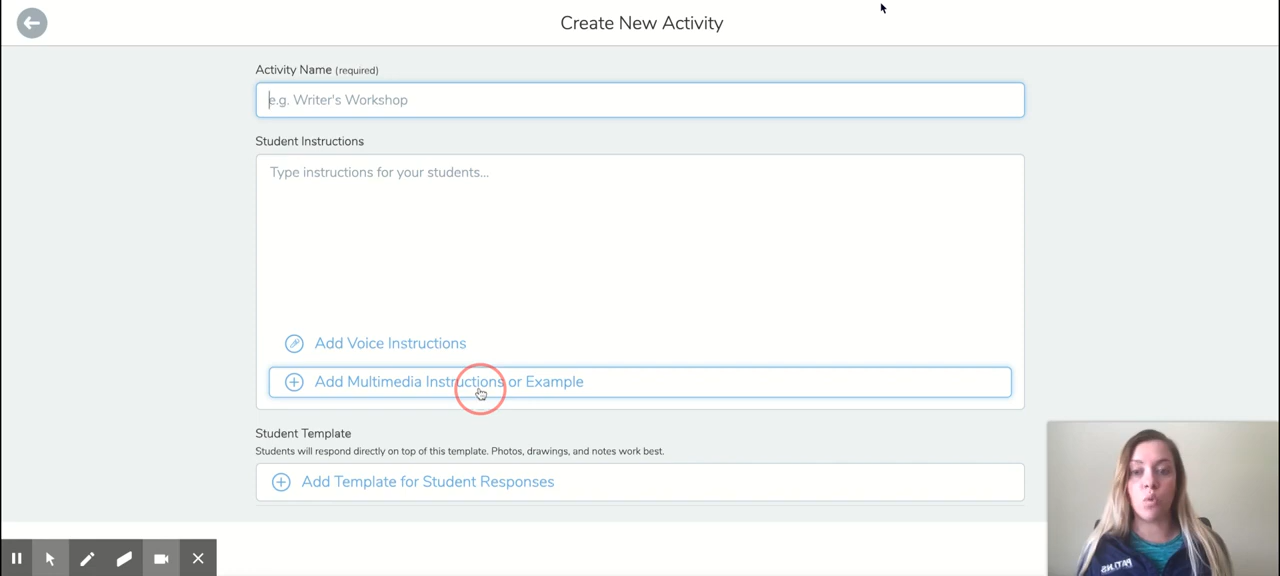 Create New Activity
Activity Name (required)
e.g. Writer's Workshop
Student Instructions
Type instructions for your students...
Add Voice Instructions
Add Multimedia Instructions or Example
Student Template
Students will respond directly on top of this template. Photos, drawings, and notes work best.
Add Template for Student Responses
PATINS